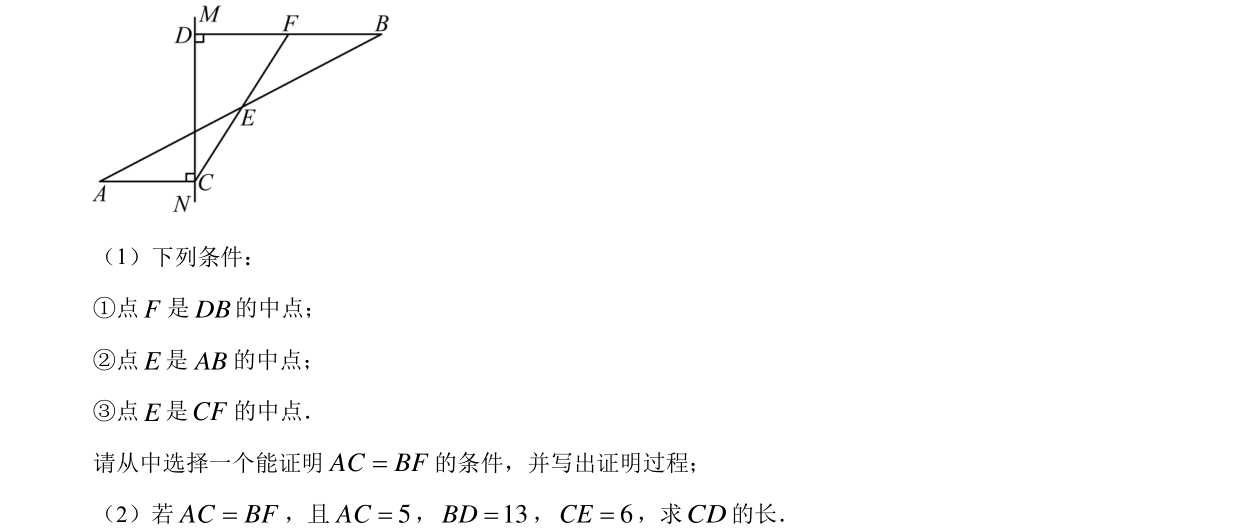 M
D
F
B
E
A
C
N
（1）下列条件：
①点 F 是 DB 的中点；
②点 E 是 AB 的中点；
③点 E 是 CF 的中点．
请从中选择一个能证明 AC = BF 的条件，并写出证明过程；
（2）若 AC = BF ，且 AC = 5 ， BD = 13 ， CE = 6 ，求 CD 的长．